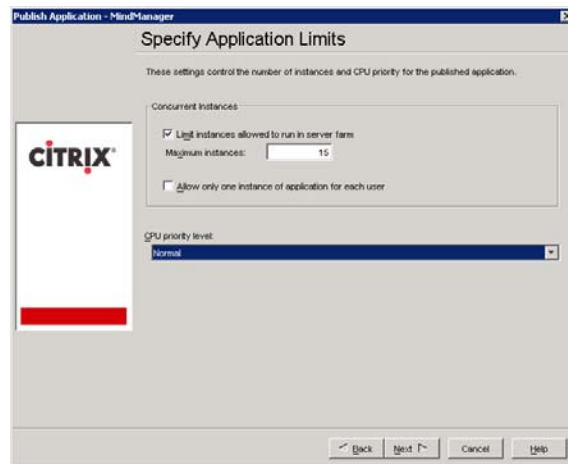 Publish Application - MindManager
Specify Application Limits
These settings control the number of instances and CPU priority for the published application.
Concurrent Instances
Limit instances allowed to run in server farm
Maximum instances: 15
Allow only one instance of application for each user
CITRIX
CPU priority level:
Normal
Back Next Cancel Help